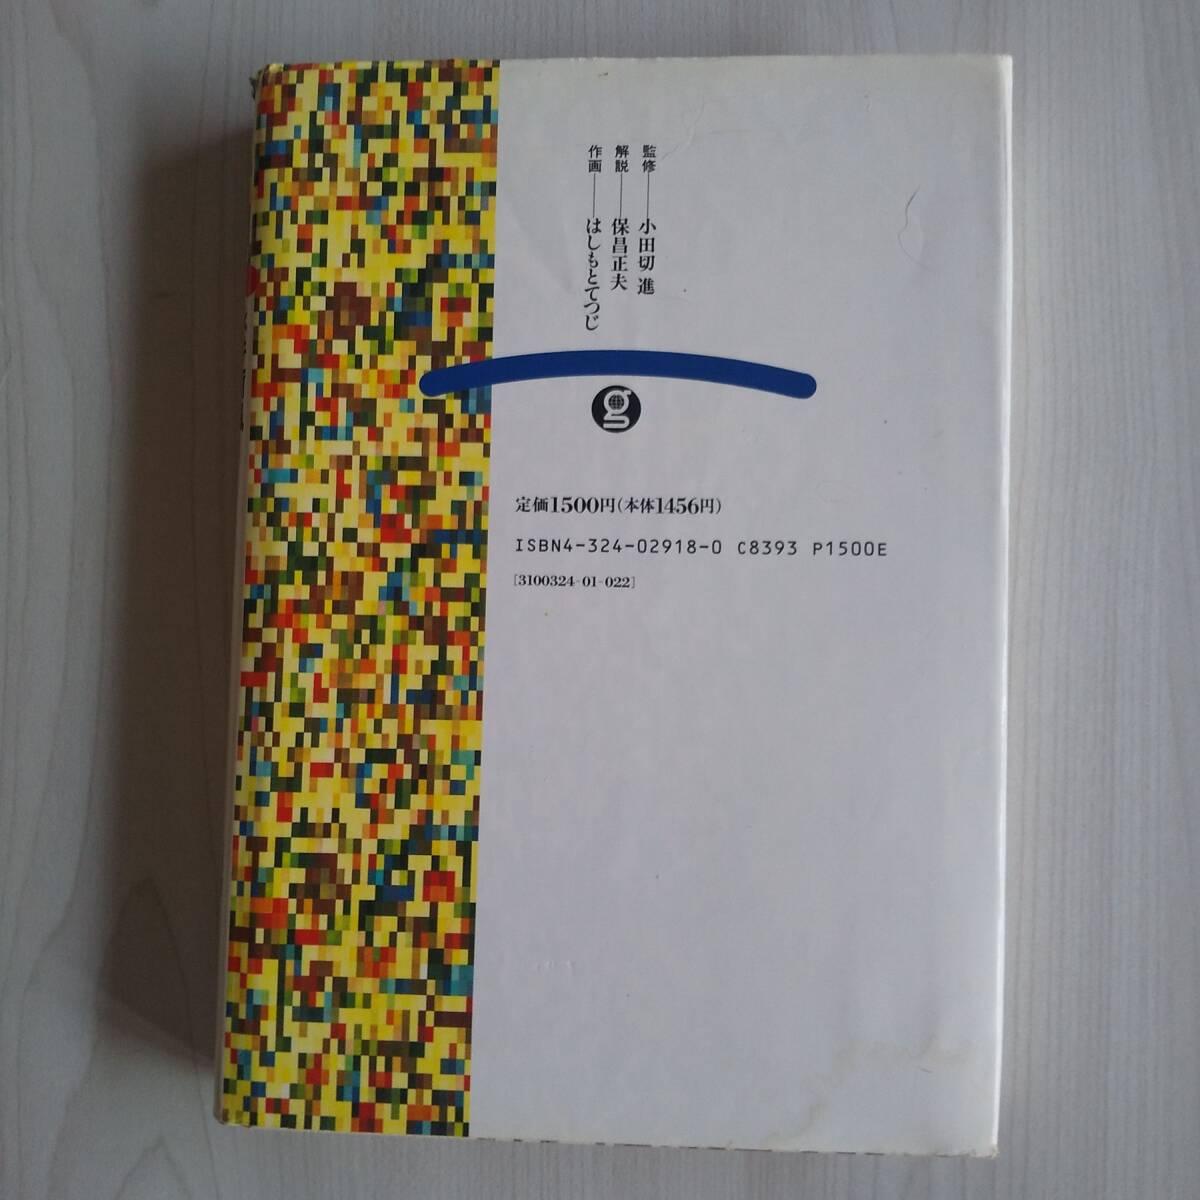 監修――小田切 進
解説――保昌正夫
作画――はしもとてつじ
g
定価1500円(本体1456円)
ISBN4-324-02918-0 C8393 P1500E
[3100324-01-022]